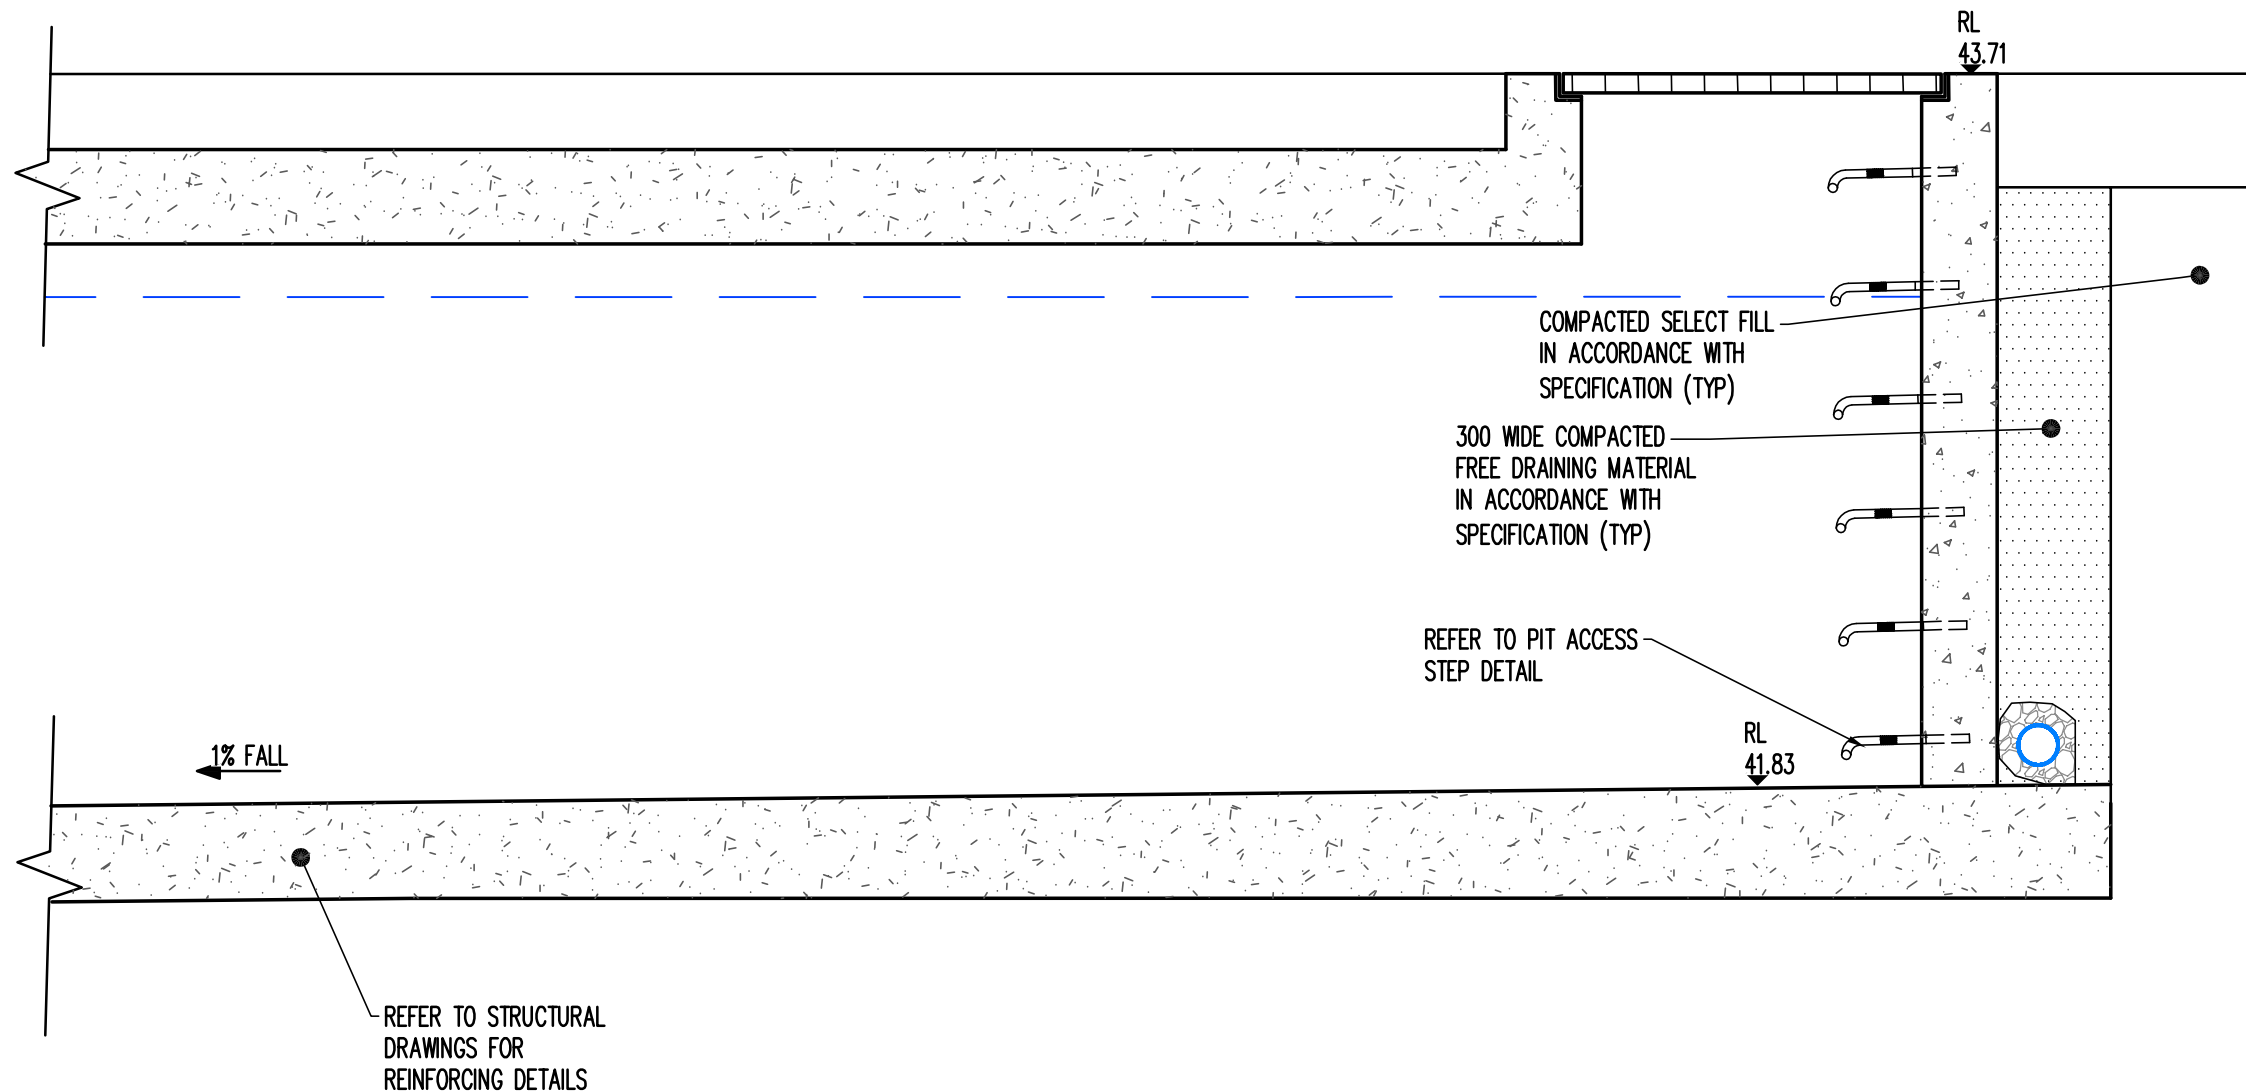 RL
43.71
COMPACTED SELECT FILL
IN ACCORDANCE WITH
SPECIFICATION (TYP)
300 WIDE COMPACTED
FREE DRAINING MATERIAL
IN ACCORDANCE WITH
SPECIFICATION (TYP)
REFER TO PIT ACCESS
STEP DETAIL
RL
41.83
1% FALL
REFER TO STRUCTURAL
DRAWINGS FOR
REINFORCING DETAILS